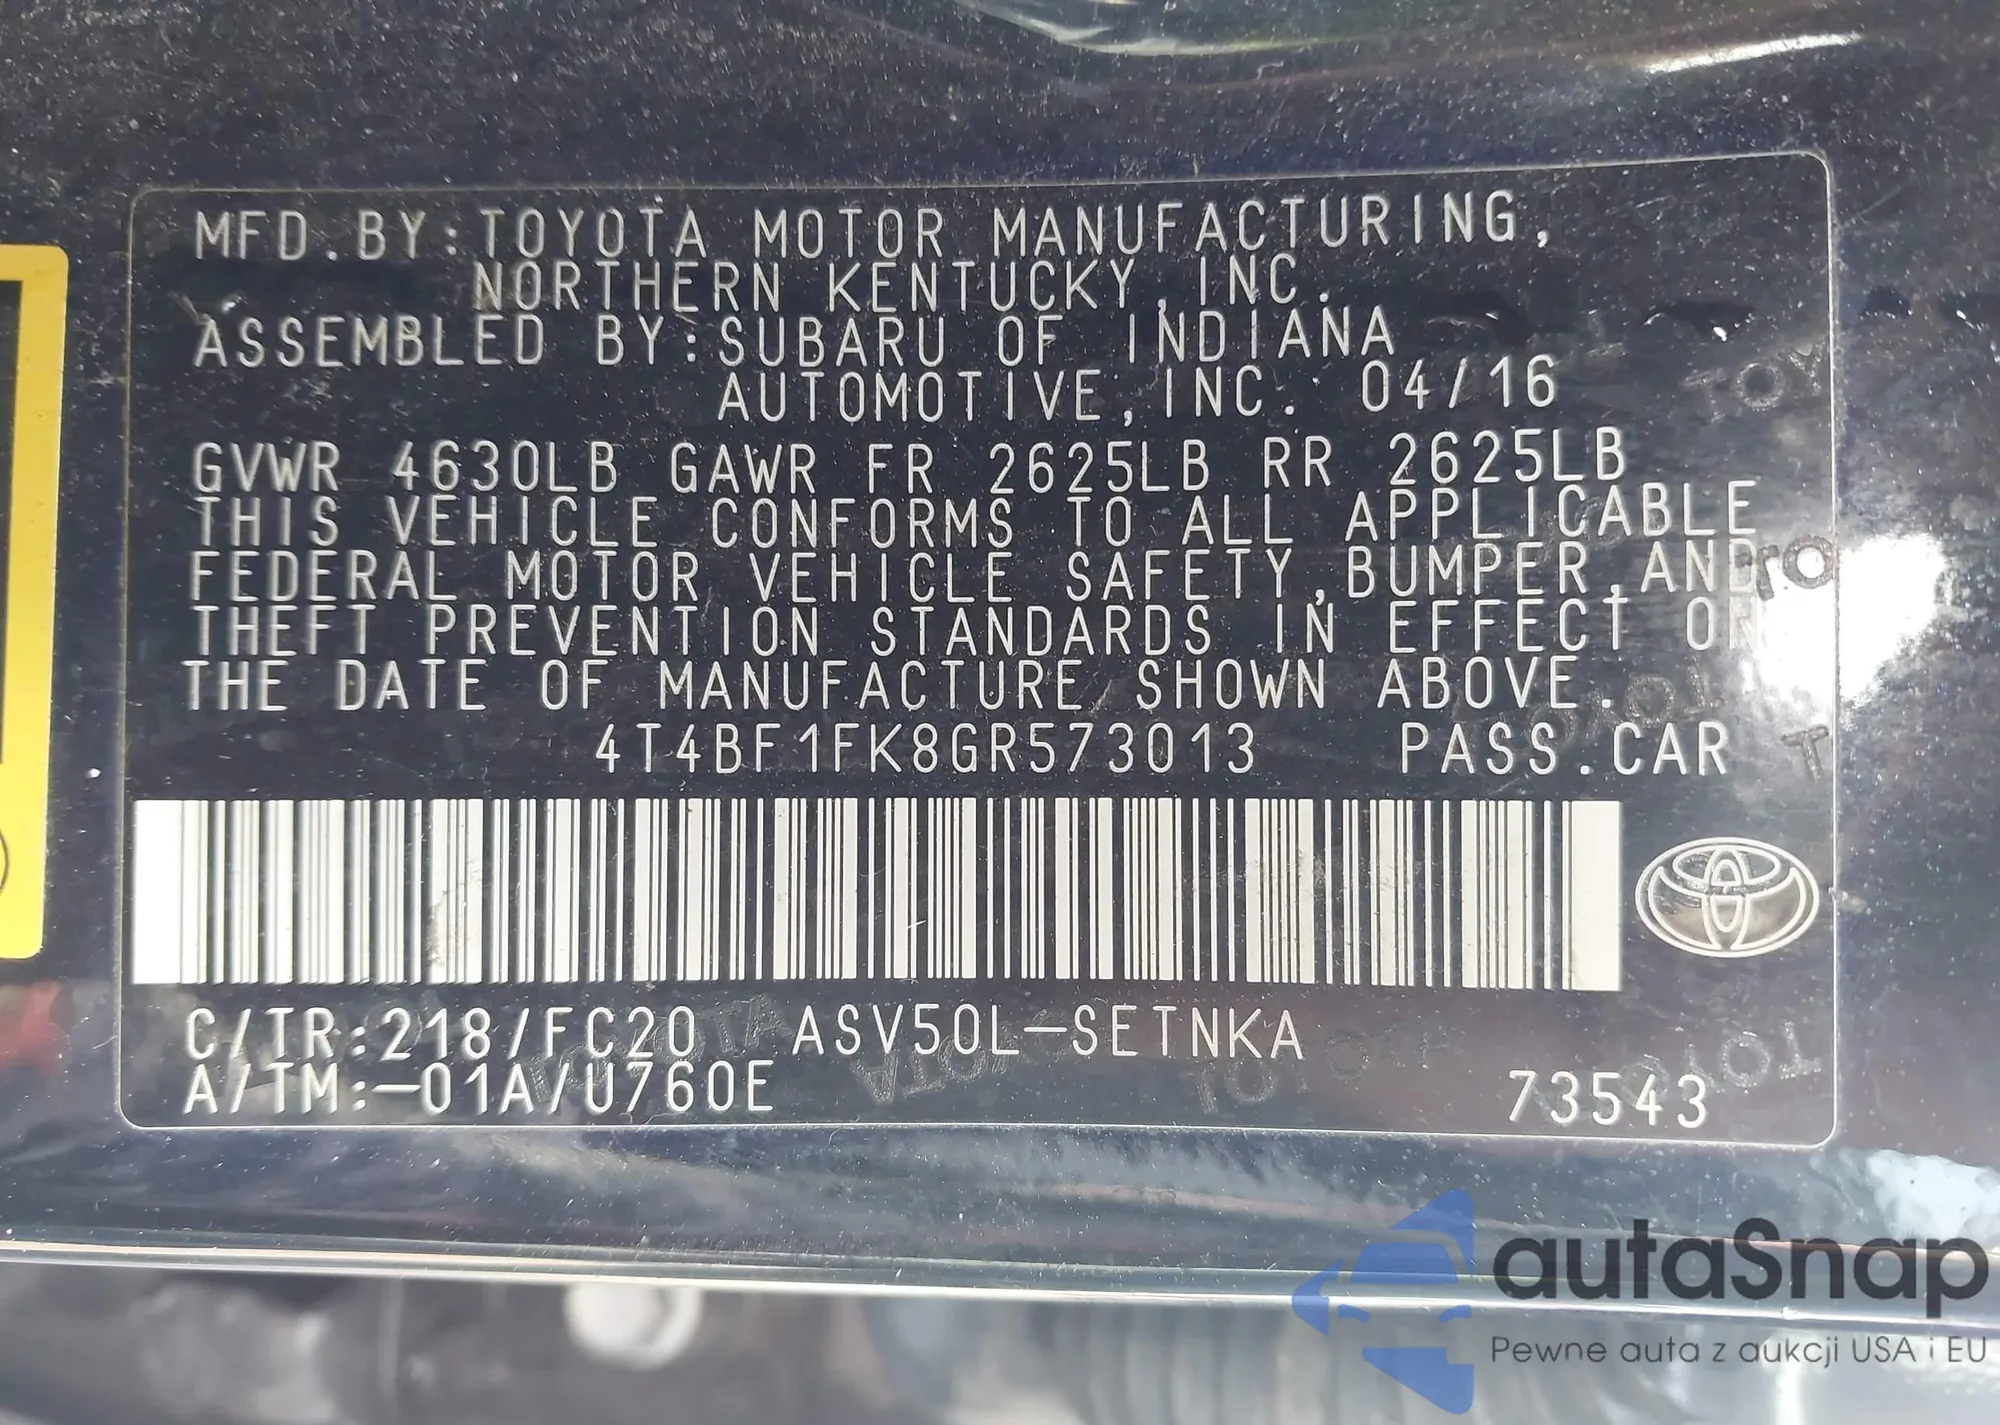 MFD.BY:TOYOTA MOTOR MANUFACTURING,
NORTHERN KENTUCKY,INC.
ASSEMBLED BY:SUBARU OF INDIANA
AUTOMOTIVE,INC. 04/16
GVWR 4630LB GAWR FR 2625LB RR 2625LB
THIS VEHICLE CONFORMS TO ALL APPLICABLE
FEDERAL MOTOR VEHICLE SAFETY,BUMPER,AND
THEFT PREVENTION STANDARDS IN EFFECT ON
THE DATE OF MANUFACTURE SHOWN ABOVE.
4T4BF1FK8GR573013 PASS.CAR
C/TR:218/FC20 ASV50L-SETNKA
A/TM:-01A/U760E 73543
autaSnap
Pewne auta z aukcji USA i EU